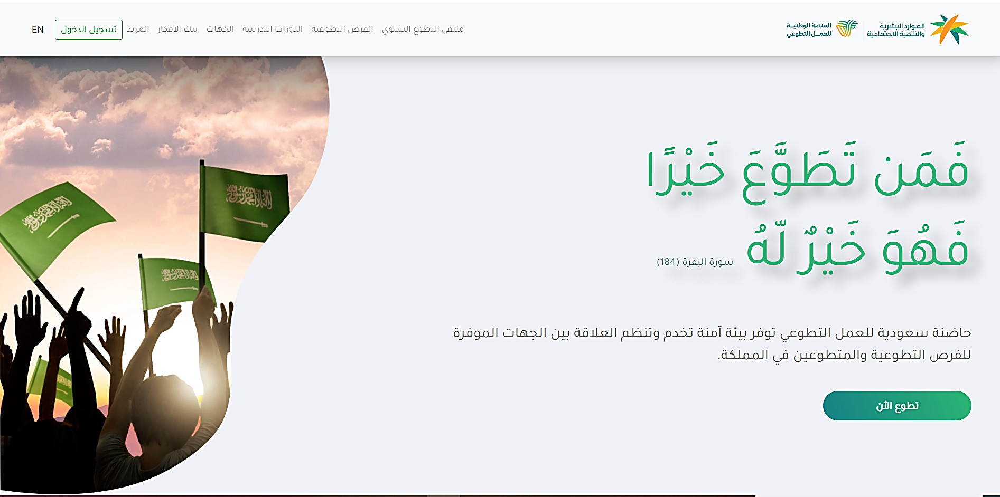 الموارد البشرية
والتنمية الاجتماعية
المنصة الوطنية
للعمل التطوعي
ملتقى التطوع السنوي
الفرص التطوعية
الدورات التدريبية
الجهات
بنك الأفكار
المزيد
تسجيل الدخول
EN
فَمَن تَطَوَّعَ خَيْرًا
فَهُوَ خَيْرٌ لَّهُ سورة البقرة (184)
حاضنة سعودية للعمل التطوعي توفر بيئة آمنة تخدم وتنظم العلاقة بين الجهات الموفرة
للفرص التطوعية والمتطوعين في المملكة.
تطوع الأن